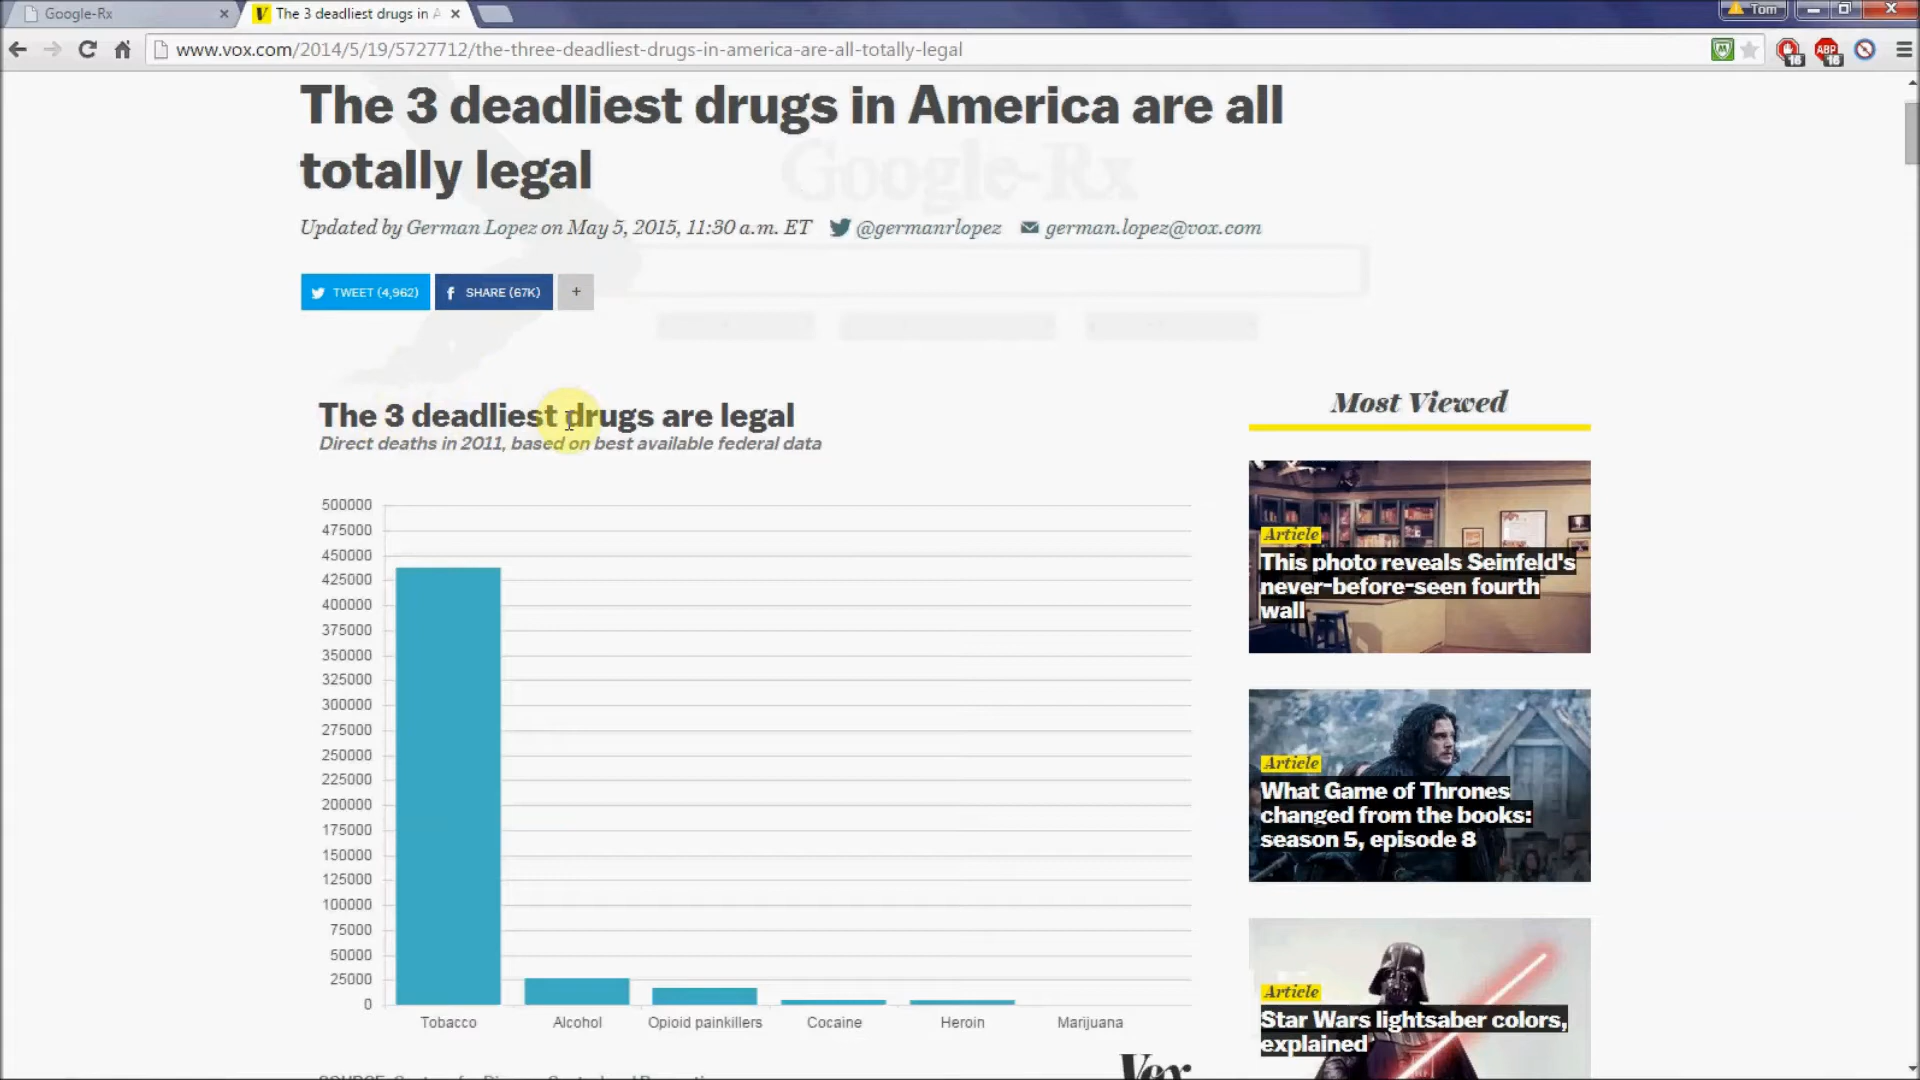 Google-Rx
The 3 deadliest drugs in A
Tom
www.vox.com/2014/5/19/5727712/the-three-deadliest-drugs-in-america-are-all-totally-legal
16
ABP
16
The 3 deadliest drugs in America are all
totally legal
Google-Rx
Updated by German Lopez on May 5, 2015, 11:30 a.m. ET @germanrlopez german.lopez@vox.com
TWEET (4,962) SHARE (67K) +
The 3 deadliest drugs are legal
Direct deaths in 2011, based on best available federal data
500000
475000
450000
425000
400000
375000
350000
325000
300000
275000
250000
225000
200000
175000
150000
125000
100000
75000
50000
25000
0
Tobacco Alcohol Opioid painkillers Cocaine Heroin Marijuana
Vox
Most Viewed
Article
This photo reveals Seinfeld's
never-before-seen fourth
wall
Article
What Game of Thrones
changed from the books:
season 5, episode 8
Article
Star Wars lightsaber colors,
explained